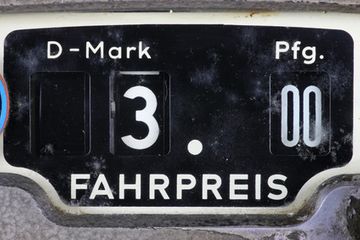 D-Mark Pfg.
3.00
FAHRPREIS